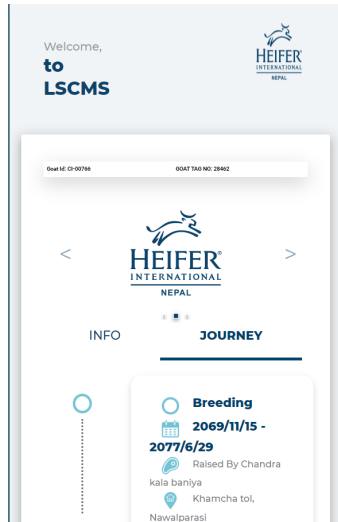 Welcome,
to
LSCMS
HEIFER
INTERNATIONAL
NEPAL
Goat Id: CI-00766 GOAT TAG NO: 28462
< >
HEIFER®
INTERNATIONAL
NEPAL
INFO JOURNEY
Breeding
2069/11/15 -
2077/6/29
Raised By Chandra
kala baniya
Khamcha tol,
Nawalparasi